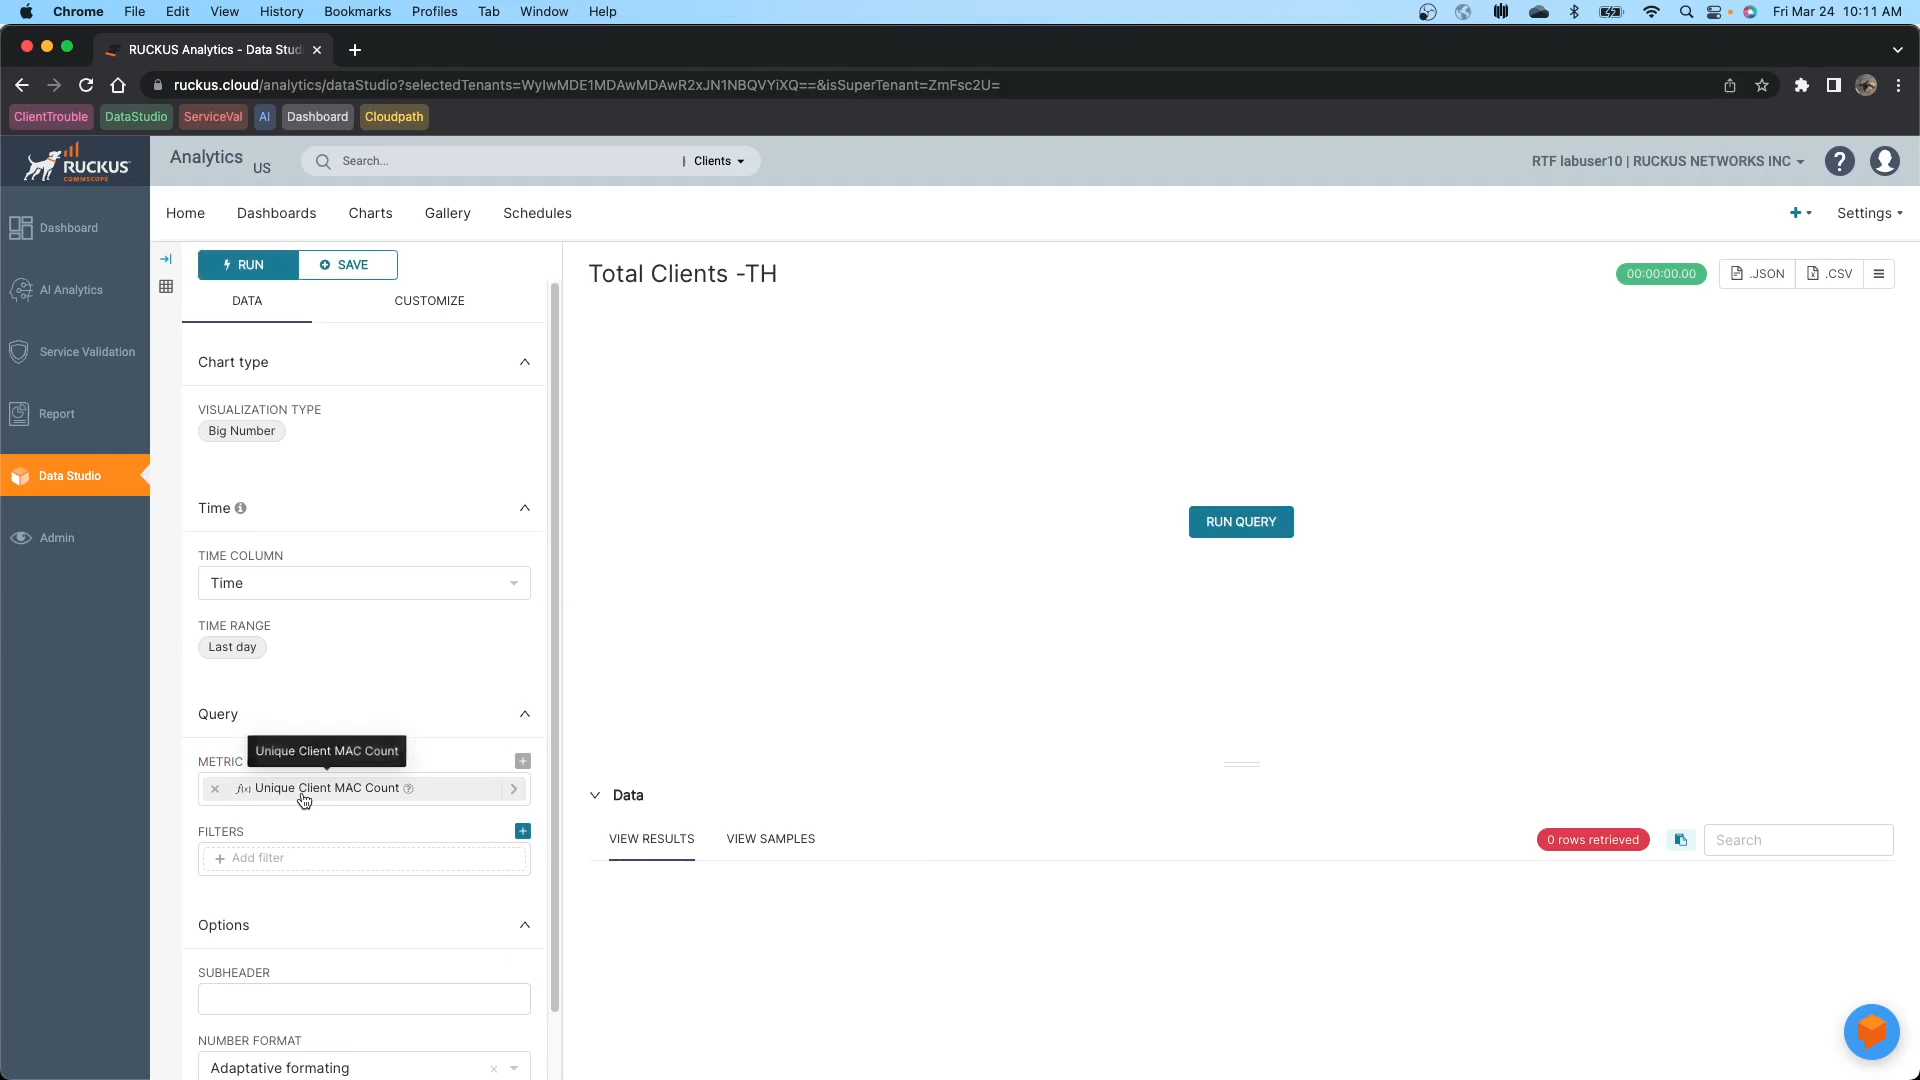 Chrome File Edit View History Bookmarks Profiles Tab Window Help Fri Mar 24 10:11 AM
RUCKUS Analytics - Data Stud
ruckus.cloud/analytics/dataStudio?selectedTenants=WyIwMDE1MDAwMDAwR2xJN1NBQVYiXQ==&isSuperTenant=ZmFsc2U=
ClientTrouble DataStudio ServiceVal AI Dashboard Cloudpath
RUCKUS
COMMSCOPE
Analytics US Search... | Clients RTF labuser10 | RUCKUS NETWORKS INC ?
Home Dashboards Charts Gallery Schedules + Settings
Dashboard
AI Analytics
Service Validation
Report
Data Studio
Admin
RUN SAVE
DATA CUSTOMIZE
Chart type
VISUALIZATION TYPE
Big Number
Time
TIME COLUMN
Time
TIME RANGE
Last day
Query
Unique Client MAC Count
METRIC
f(x) Unique Client MAC Count
FILTERS
+ Add filter
Options
SUBHEADER
NUMBER FORMAT
Adaptative formating
Total Clients -TH
00:00:00.00 .JSON .CSV
RUN QUERY
Data
VIEW RESULTS VIEW SAMPLES 0 rows retrieved Search